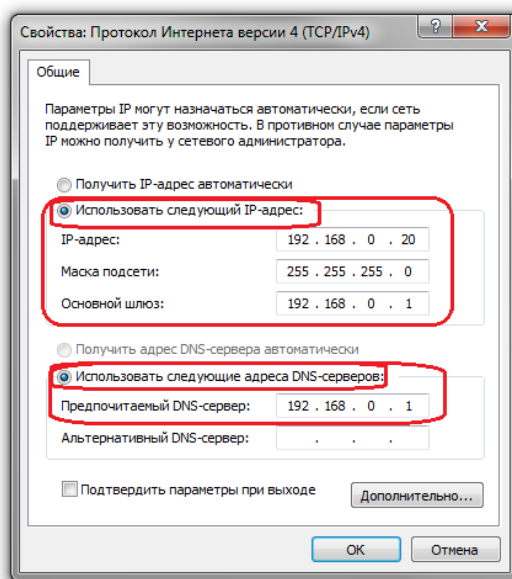 Свойства: Протокол Интернета версии 4 (TCP/IPv4)
?
Общие
Параметры IP могут назначаться автоматически, если сеть
поддерживает эту возможность. В противном случае параметры
IP можно получить у сетевого администратора.
Получить IP-адрес автоматически
Использовать следующий IP-адрес:
IP-адрес: 192 . 168 . 0 . 20
Маска подсети: 255 . 255 . 255 . 0
Основной шлюз: 192 . 168 . 0 . 1
Получить адрес DNS-сервера автоматически
Использовать следующие адреса DNS-серверов:
Предпочитаемый DNS-сервер: 192 . 168 . 0 . 1
Альтернативный DNS-сервер: . . .
Подтвердить параметры при выходе
Дополнительно...
OK Отмена